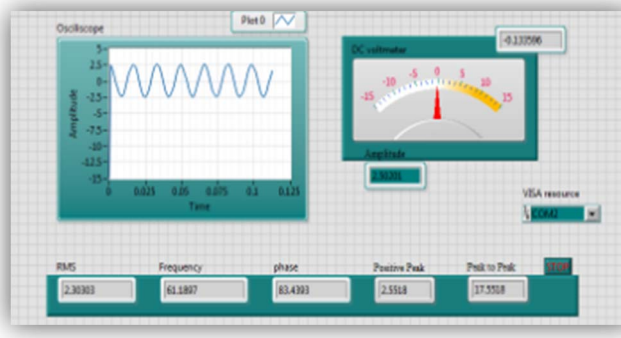 Oscilloscope
Plot 0
5-
2.5-
0-
-2.5-
-5-
-7.5-
-10-
-12.5-
-15-
Amplitude
0 0.025 0.05 0.075 0.1 0.125
Time
DC voltmeter
-0.133596
-15 -10 -5 0 5 10 15
Amplitude
VISA resource
COM2
RMS
2.30303
Frequency
61.1897
phase
83.4393
Positive Peak
2.5518
Peak to Peak
17.5518
STOP